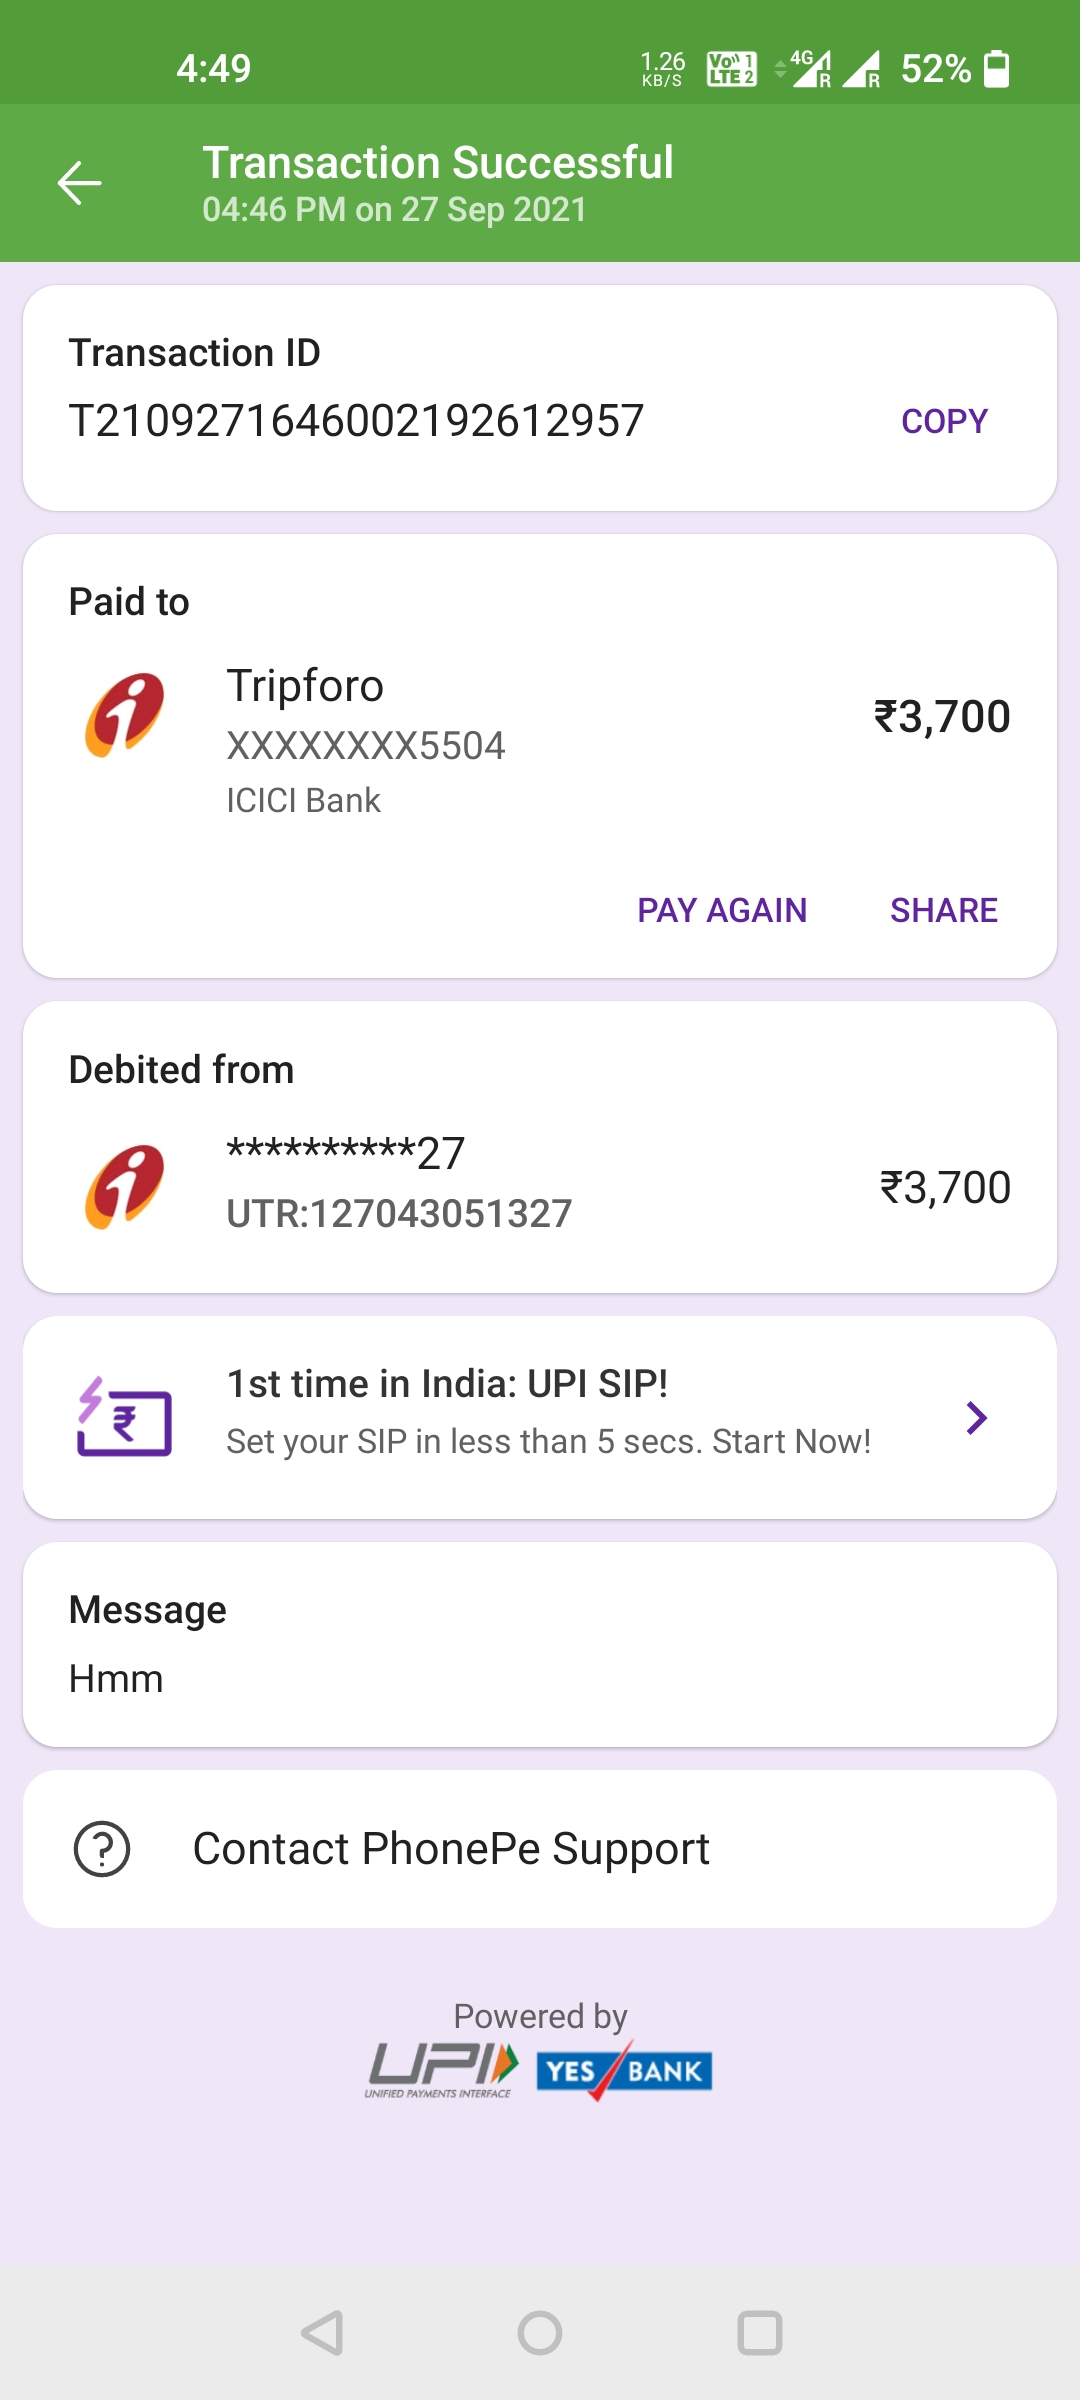 4:49
1.26
KB/S
Vo 1
LTE 2
4G
R
R
52%
Transaction Successful
04:46 PM on 27 Sep 2021
Transaction ID
T2109271646002192612957
COPY
Paid to
Tripforo
₹3,700
XXXXXXXX5504
ICICI Bank
PAY AGAIN
SHARE
Debited from
**********27
₹3,700
UTR:127043051327
₹
1st time in India: UPI SIP!
Set your SIP in less than 5 secs. Start Now!
Message
Hmm
?
Contact PhonePe Support
Powered by
UPI
UNIFIED PAYMENTS INTERFACE
YES BANK